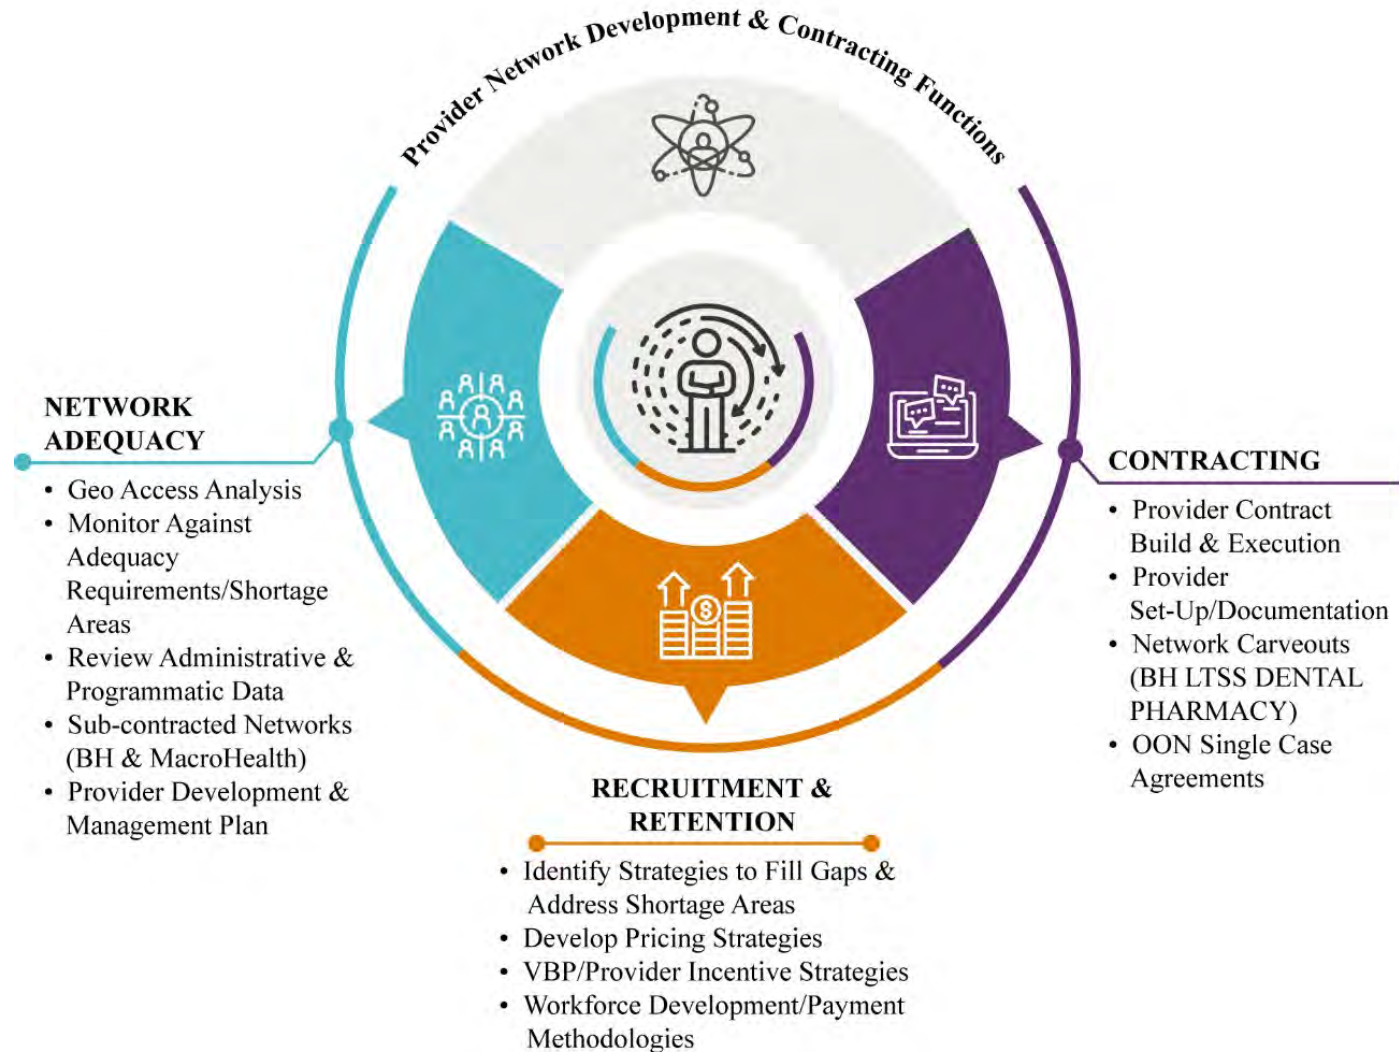 Provider Network Development & Contracting Functions
NETWORK
ADEQUACY
• Geo Access Analysis
• Monitor Against
Adequacy
Requirements/Shortage
Areas
• Review Administrative &
Programmatic Data
• Sub-contracted Networks
(BH & MacroHealth)
• Provider Development &
Management Plan
RECRUITMENT &
RETENTION
• Identify Strategies to Fill Gaps &
Address Shortage Areas
• Develop Pricing Strategies
• VBP/Provider Incentive Strategies
• Workforce Development/Payment
Methodologies
CONTRACTING
• Provider Contract
Build & Execution
• Provider
Set-Up/Documentation
• Network Carveouts
(BH LTSS DENTAL
PHARMACY)
• OON Single Case
Agreements